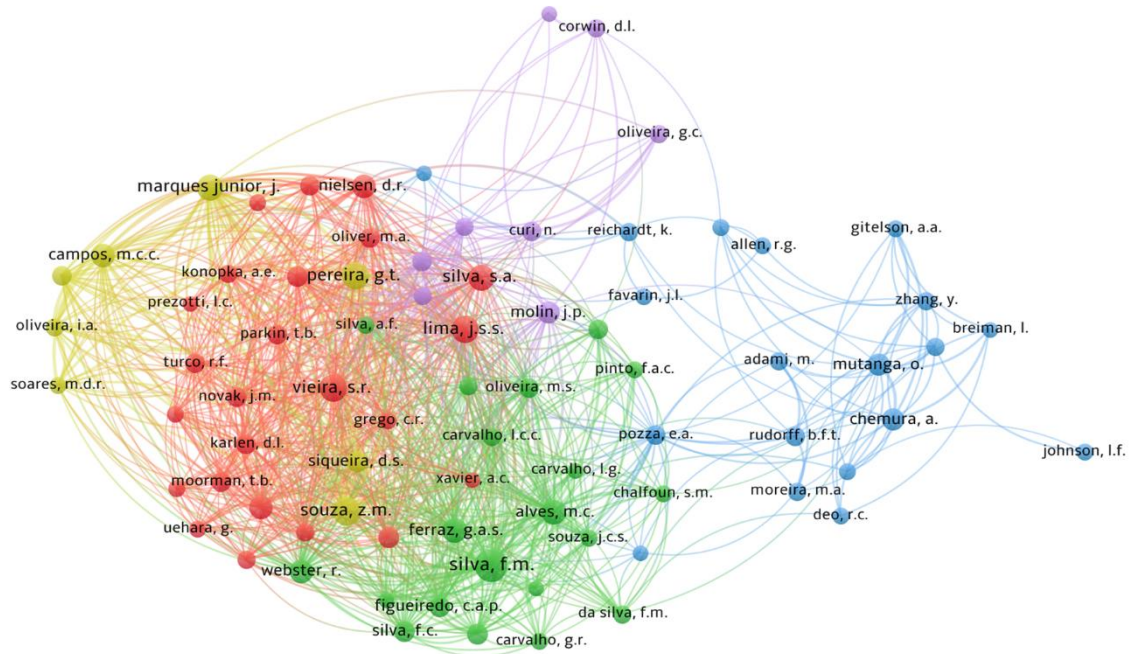 corwin, d.l.
oliveira, g.c.
marques junior, j.
nielsen, d.r.
oliver, m.a.
curi, n.
reichardt, k.
allen, r.g.
gitelson, a.a.
campos, m.c.c.
konopka, a.e.
pereira, g.t.
silva, s.a.
prezotti, l.c.
favarin, j.l.
zhang, y.
oliveira, i.a.
parkin, t.b.
silva, a.f.
lima, j.s.s.
molin, j.p.
breiman, l.
turco, r.f.
pinto, f.a.c.
adami, m.
mutanga, o.
soares, m.d.r.
novak, j.m.
vieira, s.r.
oliveira, m.s.
grego, c.r.
chemura, a.
karlen, d.l.
carvalho, l.c.c.
pozza, e.a.
rudorff, b.f.t.
johnson, l.f.
siqueira, d.s.
moorman, t.b.
xavier, a.c.
carvalho, l.g.
chalfoun, s.m.
moreira, m.a.
souza, z.m.
alves, m.c.
deo, r.c.
uehara, g.
ferraz, g.a.s.
souza, j.c.s.
webster, r.
silva, f.m.
figueiredo, c.a.p.
da silva, f.m.
silva, f.c.
carvalho, g.r.